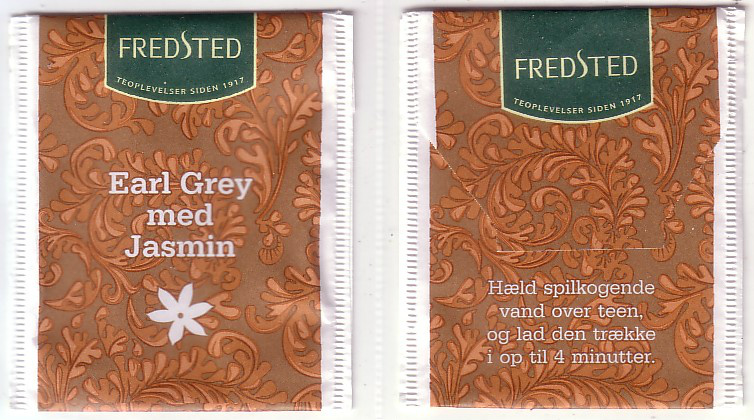 FREDSTED
TEOPLEVELSER SIDEN 1917
Earl Grey
med
Jasmin
FREDSTED
TEOPLEVELSER SIDEN 1917
Hæld spilkogende
vand over teen,
og lad den trække
i op til 4 minutter.